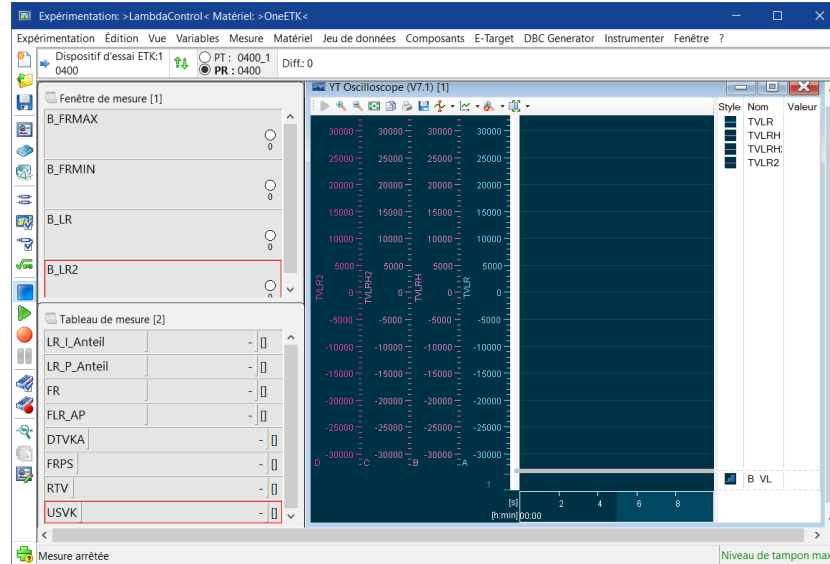 Expérimentation: >LambdaControl< Matériel: >OneETK<
Expérimentation Édition Vue Variables Mesure Matériel Jeu de données Composants E-Target DBC Generator Instrumenter Fenêtre ?
Dispositif d'essai ETK:1
0400
PT : 0400_1
PR : 0400
Diff.: 0
Fenêtre de mesure [1]
B_FRMAX
0
B_FRMIN
0
B_LR
0
B_LR2
0
Tableau de mesure [2]
LR_I_Anteil - []
LR_P_Anteil - []
FR - []
FLR_AP - []
DTVKA - []
FRPS - []
RTV - []
USVK - []
YT Oscilloscope (V7.1) [1]
30000 30000 30000 30000
25000 25000 25000 25000
20000 20000 20000 20000
15000 15000 15000 15000
10000 10000 10000 10000
5000 5000 5000 5000
TVLR2 TVLRH2 TVLRH TVLR
0 0 0 0
-5000 -5000 -5000 -5000
-10000 -10000 -10000 -10000
-15000 -15000 -15000 -15000
-20000 -20000 -20000 -20000
-25000 -25000 -25000 -25000
-30000 -30000 -30000 -30000
D C B A
1
[s] 2 4 6 8
[h:min] 00:00
Style Nom Valeur
TVLR
TVLRH
TVLRH:
TVLR2
B VL
Mesure arrêtée
Niveau de tampon max